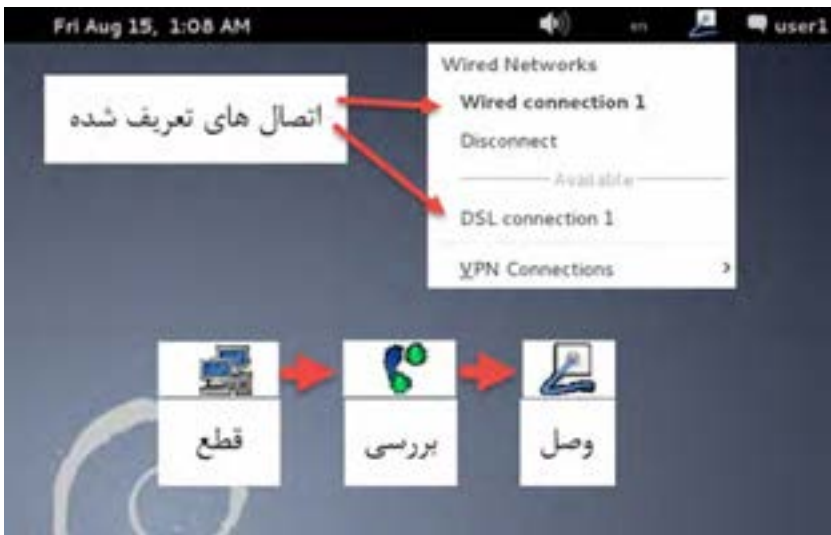 Fri Aug 15, 1:08 AM en user1
Wired Networks
Wired connection 1
Disconnect
Available
DSL connection 1
VPN Connections
اتصال های تعریف شده
قطع
بررسی
وصل